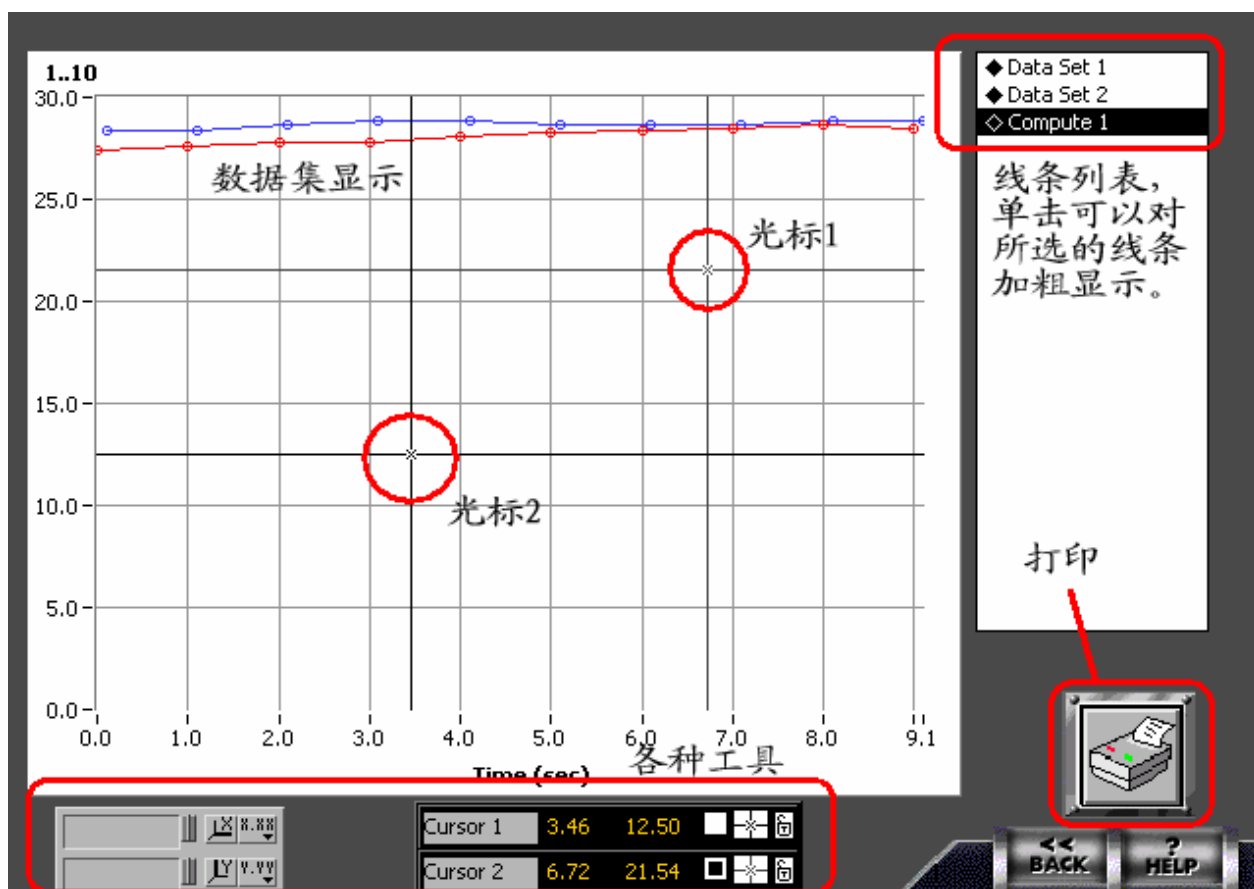 1..10
30.0
25.0
20.0
15.0
10.0
5.0
0.0
0.0 1.0 2.0 3.0 4.0 5.0 6.0 7.0 8.0 9.1
Time (sec)
数据集显示
光标1
光标2
各种工具
Data Set 1
Data Set 2
Compute 1
线条列表，
单击可以对
所选的线条
加粗显示。
打印
X X.XX
Y Y.YY
Cursor 1 3.46 12.50
Cursor 2 6.72 21.54
<< BACK
? HELP